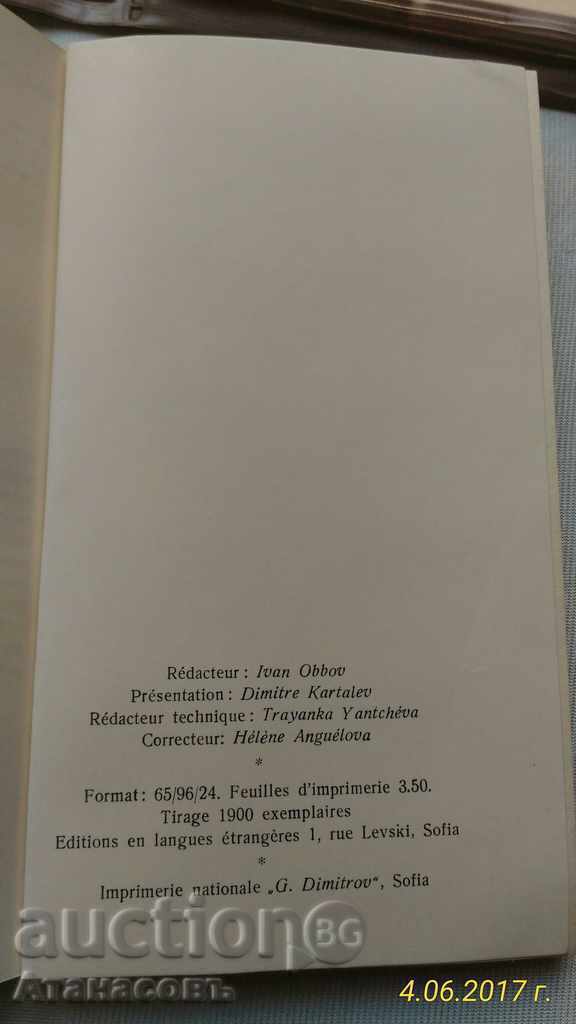 Rédacteur : Ivan Obbov
Présentation : Dimitre Kartalev
Rédacteur technique : Trayanka Yantchéva
Correcteur: Hélène Anguélova
*
Format : 65/96/24. Feuilles d'imprimerie 3.50.
Tirage 1900 exemplaires
Editions en langues étrangères 1, rue Levski, Sofia
*
Imprimerie nationale „G. Dimitrov", Sofia
auction BG
Атанасовъ
4.06.2017 г.